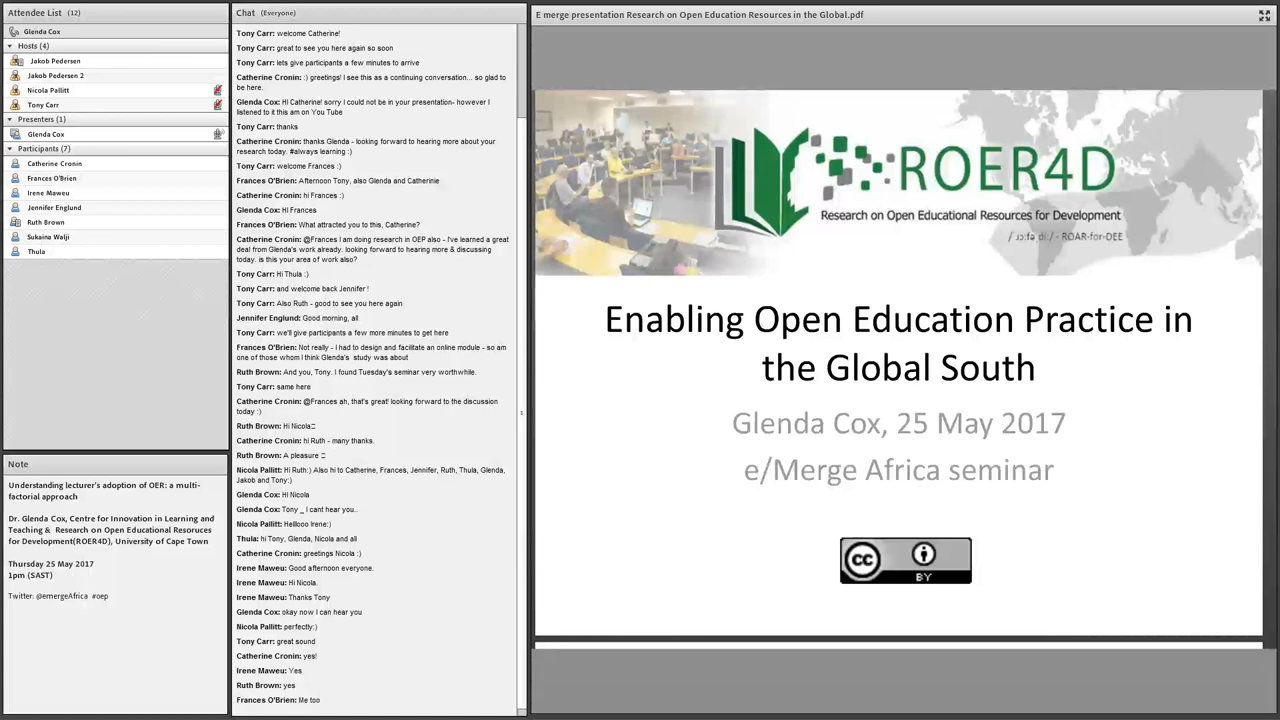 Attendee List (12)
Glenda Cox
Hosts (4)
Jakob Pedersen
Jakob Pedersen 2
Nicola Pallitt
Tony Carr
Presenters (1)
Glenda Cox
Participants (7)
Catherine Cronin
Frances O'Brien
Irene Maweu
Jennifer Englund
Ruth Brown
Sukaina Walji
Thula
Note
Understanding lecturer's adoption of OER: a multi-
factorial approach
Dr. Glenda Cox, Centre for Innovation in Learning and
Teaching & Research on Open Educational Resoruces
for Development(ROER4D), University of Cape Town
Thursday 25 May 2017
1pm (SAST)
Twitter: @emergeAfrica #oep
Chat (Everyone)
Tony Carr: welcome Catherine!
Tony Carr: great to see you here again so soon
Tony Carr: lets give participants a few minutes to arrive
Catherine Cronin: :) greetings! I see this as a continuing conversation... so glad to
be here.
Glenda Cox: HI Catherine! sorry I could not be in your presentation- however I
listened to it this am on You Tube
Tony Carr: thanks
Catherine Cronin: thanks Glenda - looking forward to hearing more about your
research today. #always learning :)
Tony Carr: welcome Frances :)
Frances O'Brien: Afternoon Tony, also Glenda and Catherinie
Catherine Cronin: hi Frances :)
Glenda Cox: HI Frances
Frances O'Brien: What attracted you to this, Catherine?
Catherine Cronin: @Frances I am doing research in OEP also - I've learned a great
deal from Glenda's work already. looking forward to hearing more & discussing
today. is this your area of work also?
Tony Carr: Hi Thula :)
Tony Carr: and welcome back Jennifer !
Tony Carr: Also Ruth - good to see you here again
Jennifer Englund: Good morning, all
Tony Carr: we'll give participants a few more minutes to get here
Frances O'Brien: Not really - I had to design and facilitate an online module - so am
one of those whom I think Glenda's study was about
Ruth Brown: And you, Tony. I found Tuesday's seminar very worthwhile.
Tony Carr: same here
Catherine Cronin: @Frances ah, that's great! looking forward to the discussion
today :)
Ruth Brown: Hi Nicola
Catherine Cronin: hi Ruth - many thanks.
Ruth Brown: A pleasure
Nicola Pallitt: Hi Ruth:) Also hi to Catherine, Frances, Jennifer, Ruth, Thula, Glenda,
Jakob and Tony:)
Glenda Cox: HI Nicola
Glenda Cox: Tony _ I cant hear you..
Nicola Pallitt: Hellooo Irene:)
Thula: hi Tony, Glenda, Nicola and all
Catherine Cronin: greetings Nicola :)
Irene Maweu: Good afternoon everyone.
Irene Maweu: Hi Nicola.
Irene Maweu: Thanks Tony
Glenda Cox: okay now I can hear you
Nicola Pallitt: perfectly:)
Tony Carr: great sound
Catherine Cronin: yes!
Irene Maweu: Yes
Ruth Brown: yes
Frances O'Brien: Me too
E merge presentation Research on Open Education Resources in the Global.pdf
ROER4D
Research on Open Educational Resources for Development
- ROAR-for-DEE
Enabling Open Education Practice in
the Global South
Glenda Cox, 25 May 2017
e/Merge Africa seminar
cc
BY